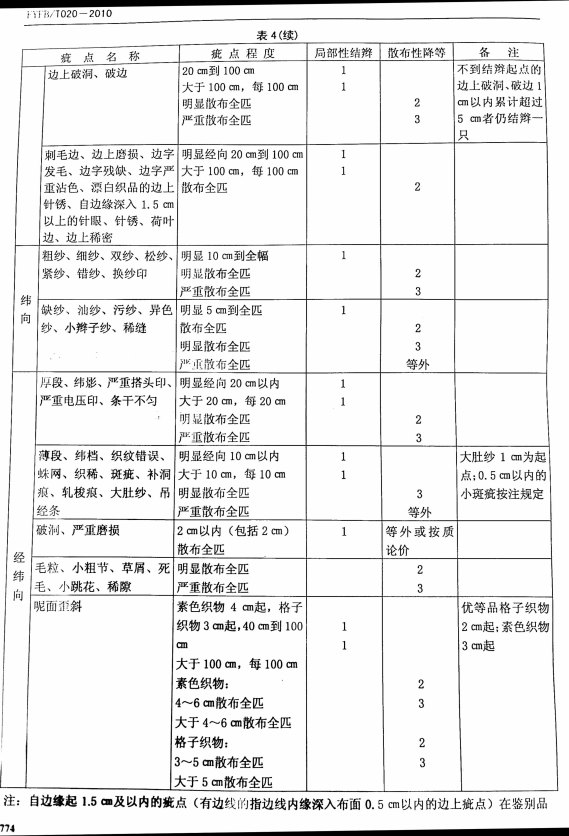 FYFB/T020－2010
表 4(续)
疵 点 名 称 疵 点 程 度 局部性结辫 散布性降等 备 注
边上破洞、破边 20 cm到 100 cm 1 不到结辫起点的
大于 100 cm，每 100 cm 1 边上破洞、破边 1
明显散布全匹 2 cm以内累计超过
严重散布全匹 3 5 cm者仍结辫一
只
刺毛边、边上磨损、边字 明显经向 20 cm到 100 cm 1
发毛、边字残缺、边字严 大于 100 cm，每 100 cm 1
重沾色、漂白织品的边上 散布全匹 2
针锈、自边缘深入 1.5 cm
以上的针眼、针锈、荷叶
边、边上稀密
纬向
粗纱、细纱、双纱、松纱、 明显 10 cm到全幅 1
紧纱、错纱、换纱印 明显散布全匹 2
严重散布全匹 3
缺纱、油纱、污纱、异色 明显 5 cm到全匹 1
纱、小辫子纱、稀缝 散布全匹 2
明显散布全匹 3
严重散布全匹 等外
经纬向
厚段、纬影、严重搭头印、 明显经向 20 cm以内 1
严重电压印、条干不匀 大于 20 cm，每 20 cm 1
明显散布全匹 2
严重散布全匹 3
薄段、纬档、织纹错误、 明显经向 10 cm以内 1 大肚纱 1 cm为起
蛛网、织稀、斑疵、补洞 大于 10 cm，每 10 cm 1 点;0.5 cm以内的
痕、轧梭痕、大肚纱、吊 明显散布全匹 3 小斑疵按注规定
经条 严重散布全匹 等外
破洞、严重磨损 2 cm以内（包括 2 cm） 1 等外或按质
散布全匹 论价
毛粒、小粗节、草屑、死 明显散布全匹 2
毛、小跳花、稀隙 严重散布全匹 3
呢面歪斜 素色织物 4 cm起，格子 优等品格子织物
织物 3 cm起,40 cm到 100 1 2 cm起;素色织物
cm 1 3 cm起
大于 100 cm，每 100 cm
素色织物： 2
4～6 cm散布全匹 3
大于 4～6 cm散布全匹
格子织物： 2
3～5 cm散布全匹 3
大于 5 cm散布全匹
注：自边缘起 1.5 cm及以内的疵点（有边线的指边线内缘深入布面 0.5 cm以内的边上疵点）在鉴别品
774